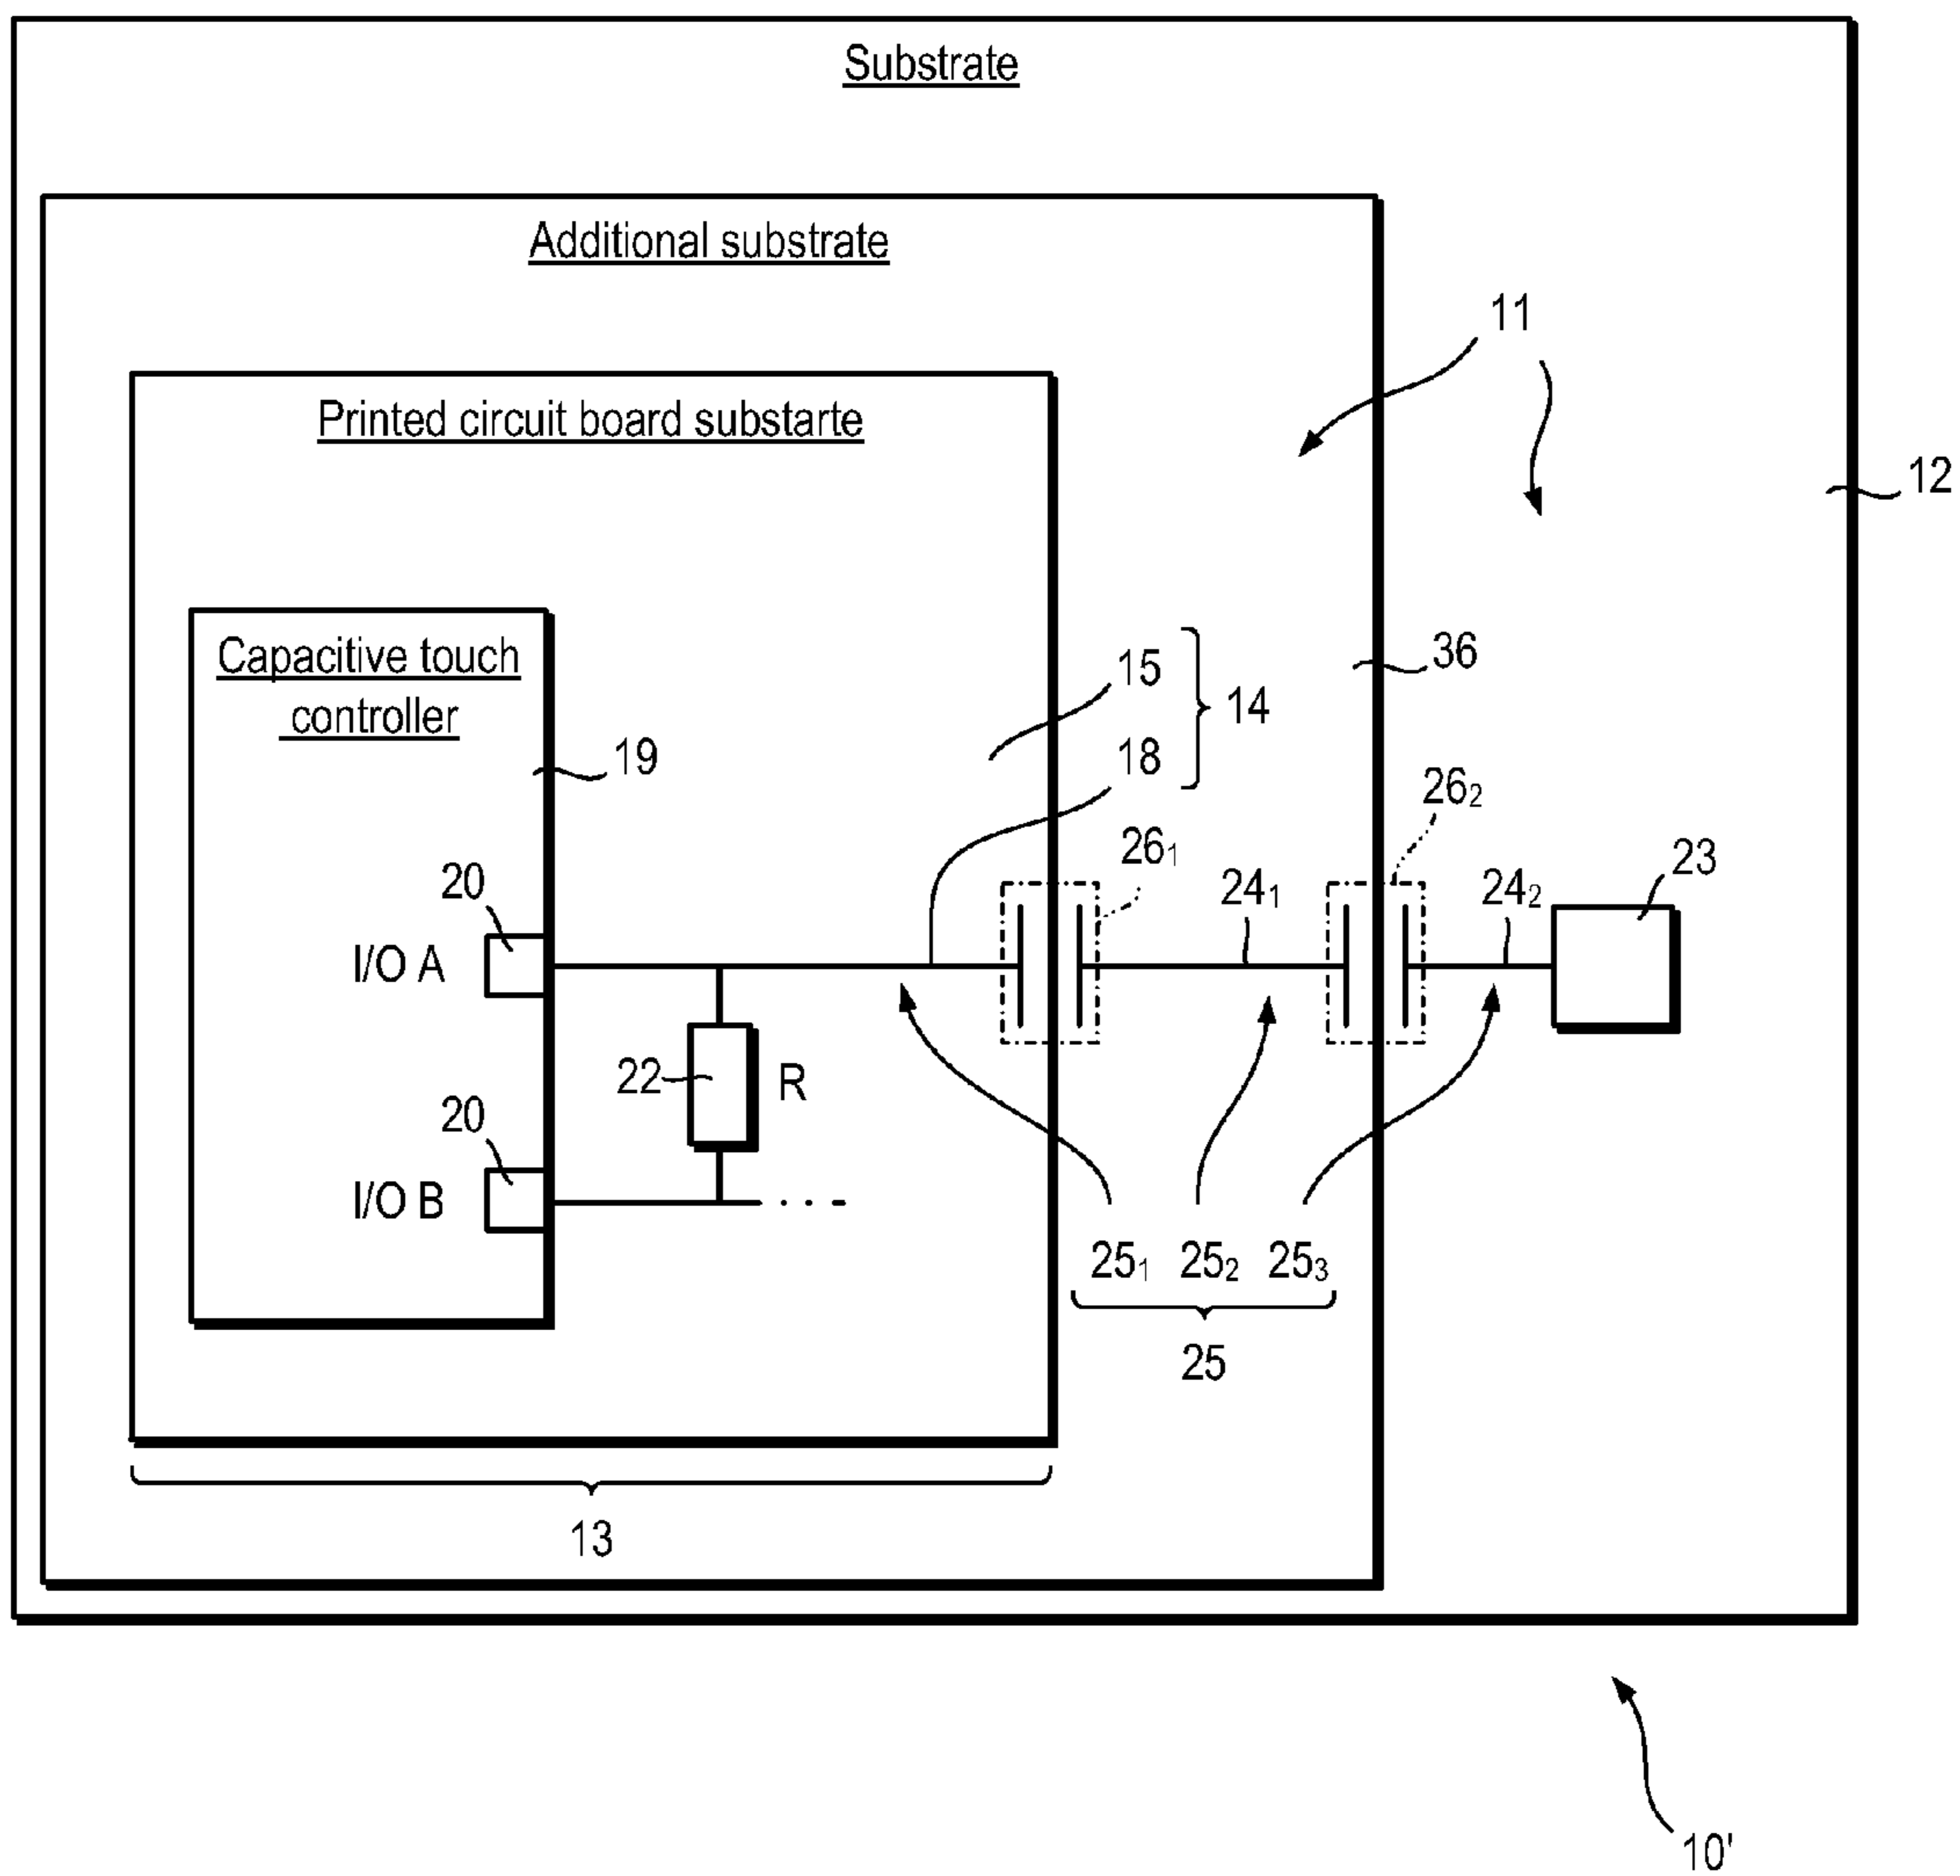 Substrate
Additional substrate
11
Printed circuit board substarte
12
Capacitive touch
controller
15
14
36
18
19
26₂
26₁
20
24₁
24₂
23
I/O A
22
R
20
I/O B
25₁ 25₂ 25₃
25
13
10'